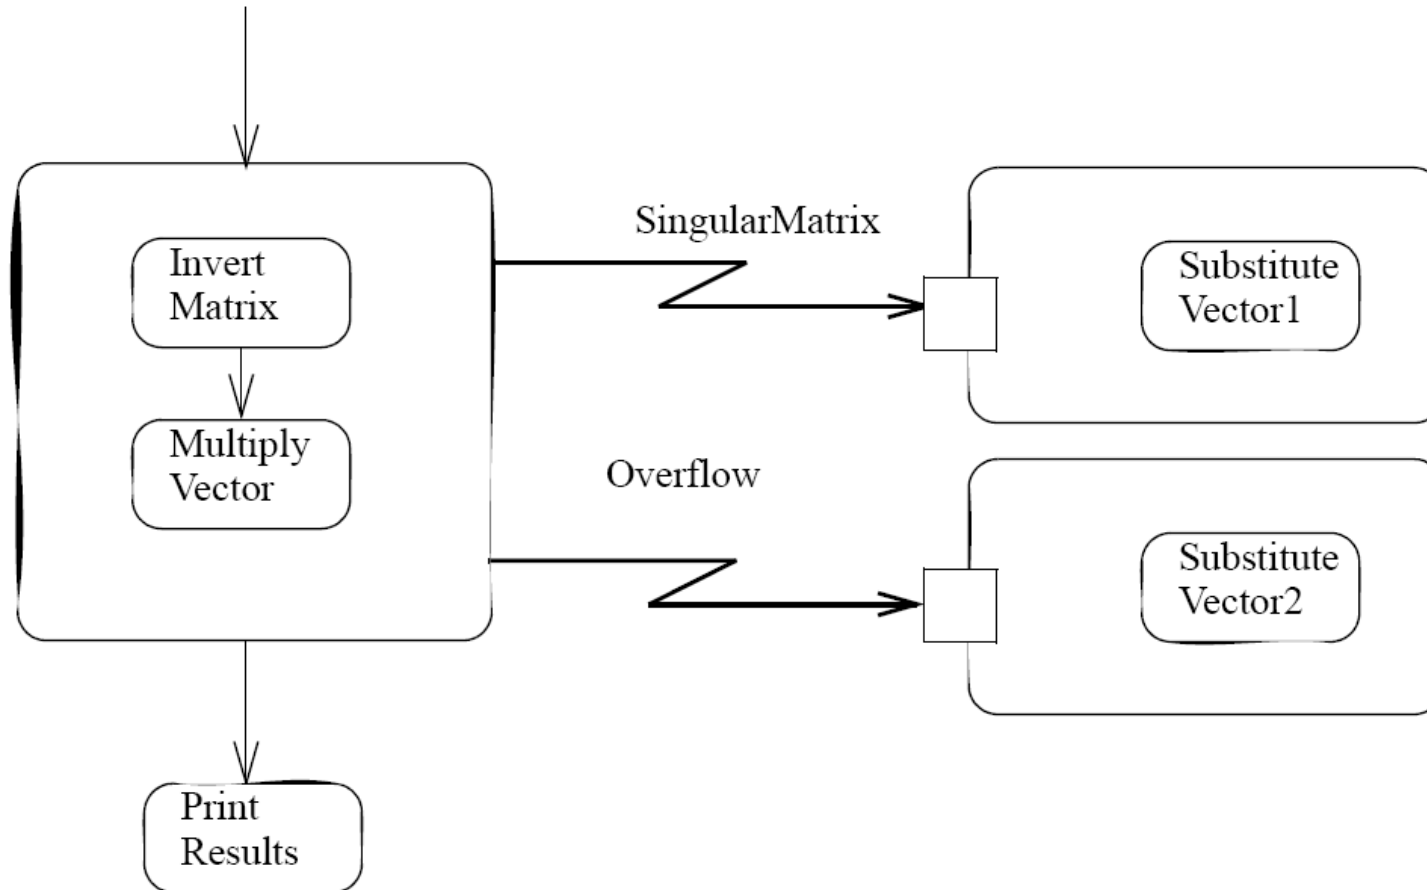 Invert
Matrix
Multiply
Vector
SingularMatrix
Overflow
Substitute
Vector1
Substitute
Vector2
Print
Results